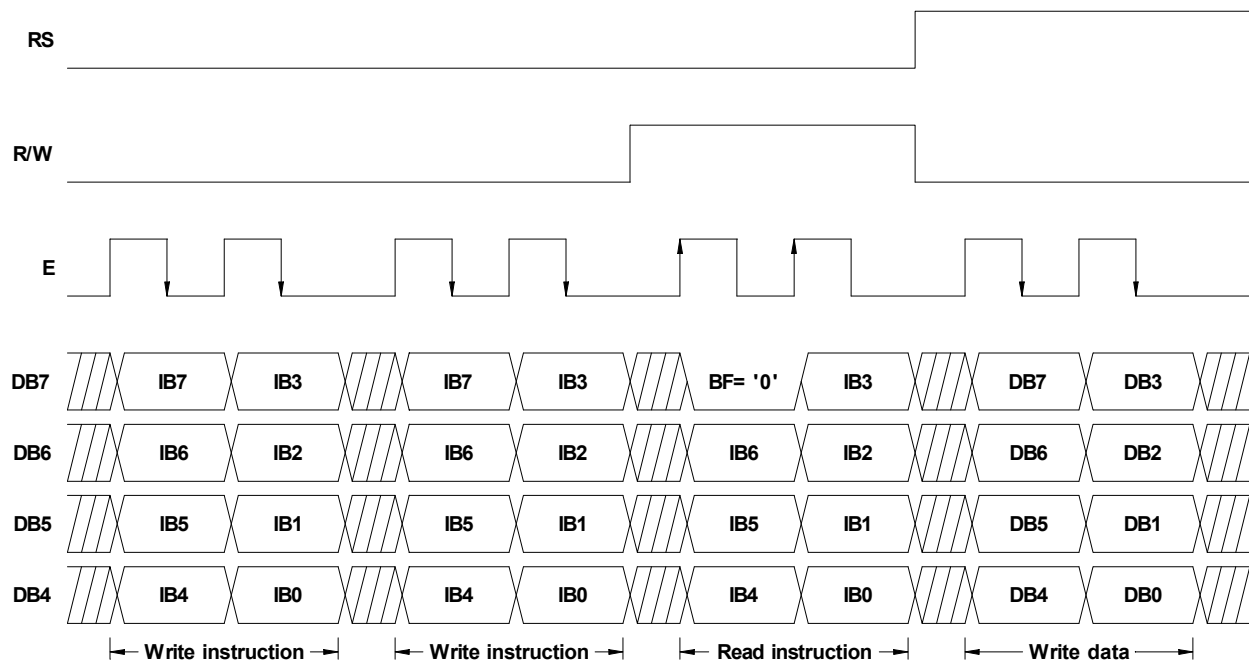 RS
R/W
E
DB7 IB7 IB3 IB7 IB3 BF= '0' IB3 DB7 DB3
DB6 IB6 IB2 IB6 IB2 IB6 IB2 DB6 DB2
DB5 IB5 IB1 IB5 IB1 IB5 IB1 DB5 DB1
DB4 IB4 IB0 IB4 IB0 IB4 IB0 DB4 DB0
Write instruction Write instruction Read instruction Write data